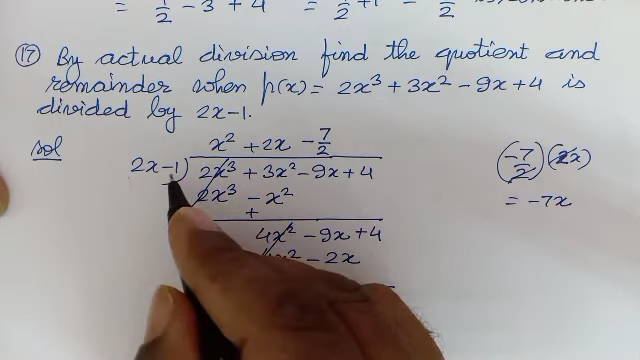 = 1/2 - 3 + 4 = 1/2 + 1 =
17 By actual division find the quotient and
remainder when p(x) = 2x³ + 3x² - 9x + 4 is
divided by 2x-1.
Sol
x² + 2x - 7/2
2x-1) 2x³ + 3x² - 9x + 4
(-7/2)(2x)
2x³ - x²
= -7x
+
4x² - 9x + 4
x² - 2x